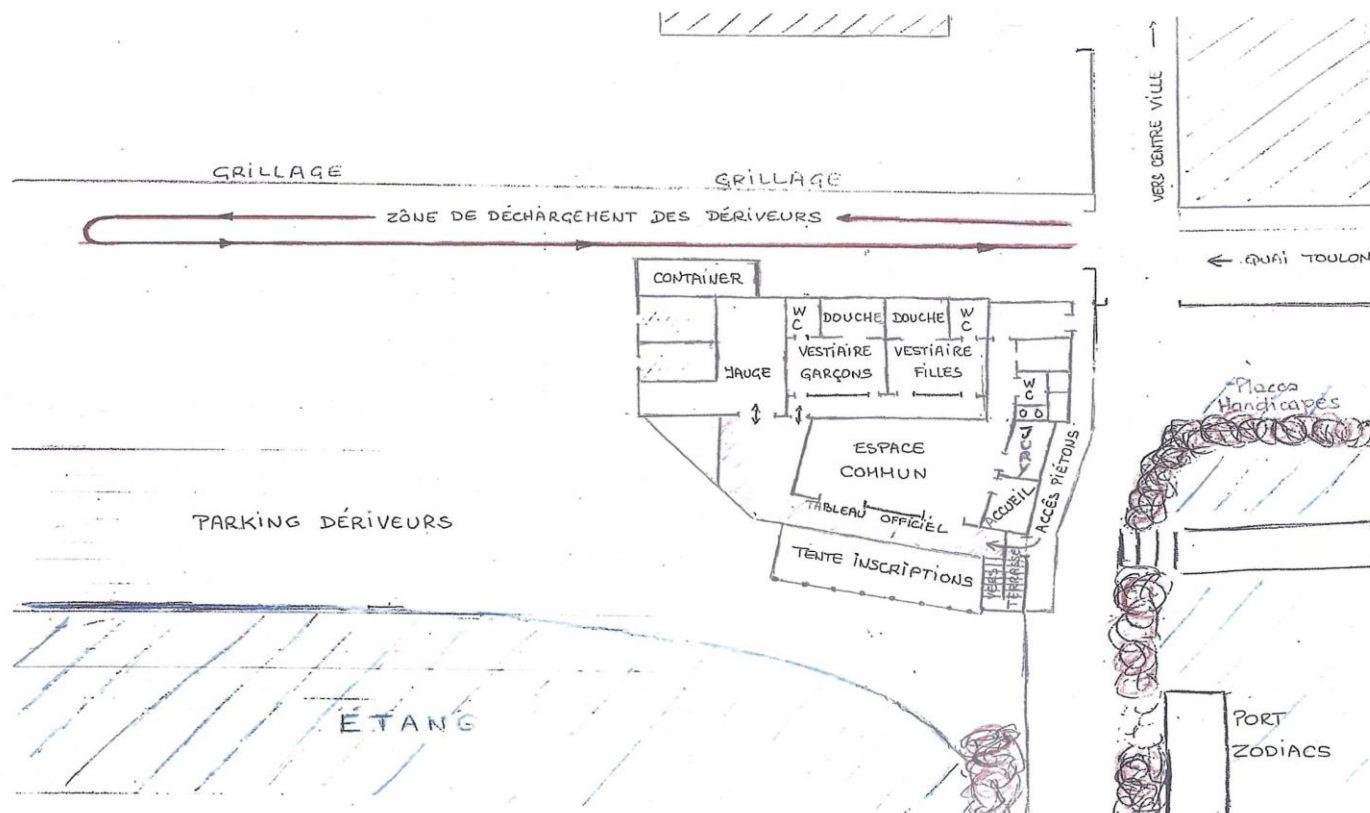 VERS CENTRE VILLE →
GRILLAGE
GRILLAGE
ZÔNE DE DÉCHARGEMENT DES DÉRIVEURS
← QUAI TOULON
CONTAINER
WC
DOUCHE
DOUCHE
WC
JAUGE
VESTIAIRE
GARÇONS
VESTIAIRE
FILLES
WC
Places
Handicapés
ESPACE
COMMUN
ACCUEIL
ACCÈS PIÉTONS
TABLEAU OFFICIEL
PARKING DÉRIVEURS
TENTE INSCRIPTIONS
VERS
TERRASSE
ÉTANG
PORT
ZODIACS